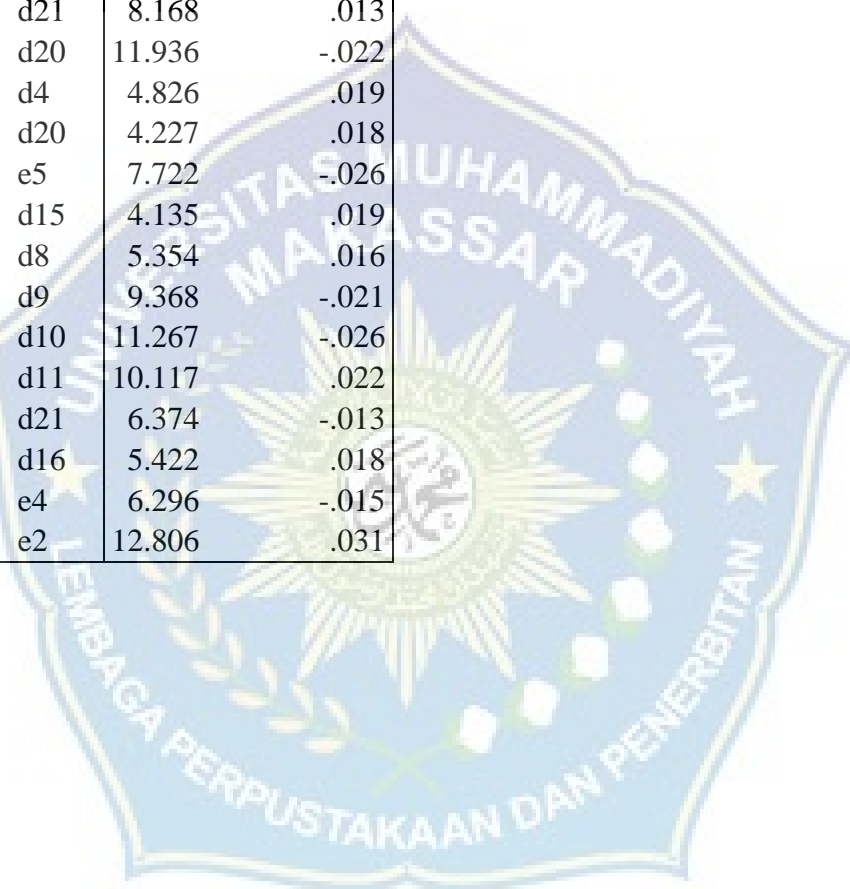 d21 8.168 .013
d20 11.936 -.022
d4 4.826 .019
d20 4.227 .018
e5 7.722 -.026
d15 4.135 .019
d8 5.354 .016
d9 9.368 -.021
d10 11.267 -.026
d11 10.117 .022
d21 6.374 -.013
d16 5.422 .018
e4 6.296 -.015
e2 12.806 .031
UNIVERSITAS MUHAMMADIYAH
MAKASSAR
LEMBAGA PERPUSTAKAAN DAN PENERBITAN